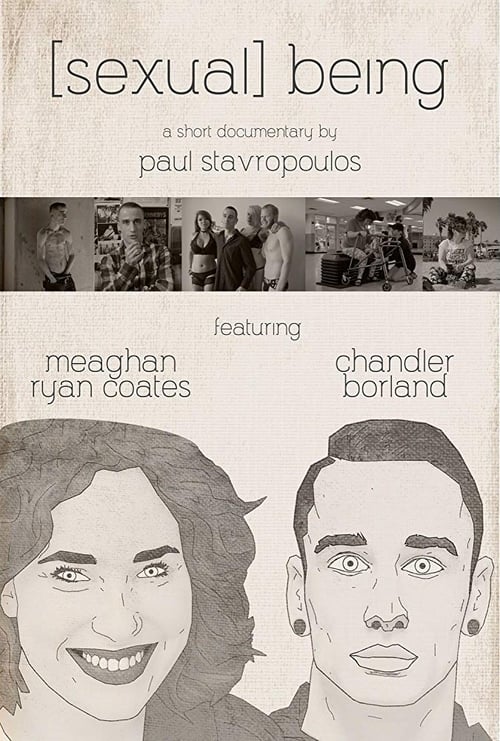 [sexual] being
a short documentary by
paul stavropoulos
featuring
meaghan
ryan coates
chandler
borland